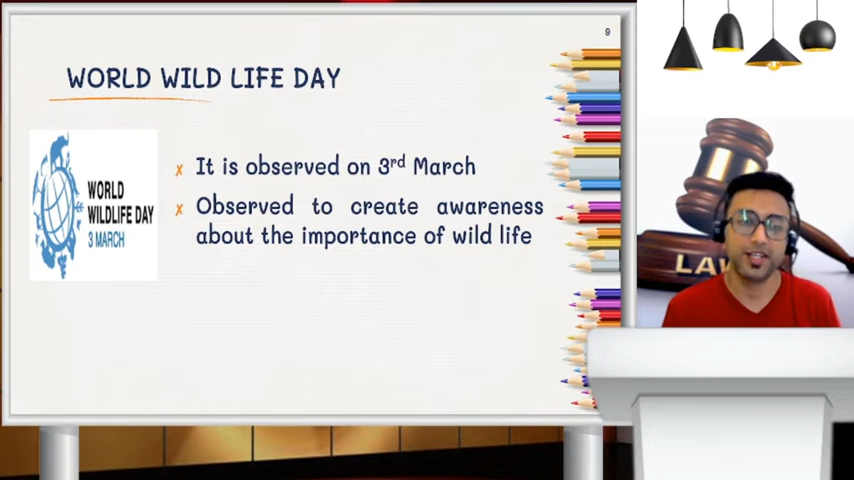 9
WORLD WILD LIFE DAY
WORLD
WILDLIFE DAY
3 MARCH
It is observed on 3rd March
Observed to create awareness
about the importance of wild life
LAW